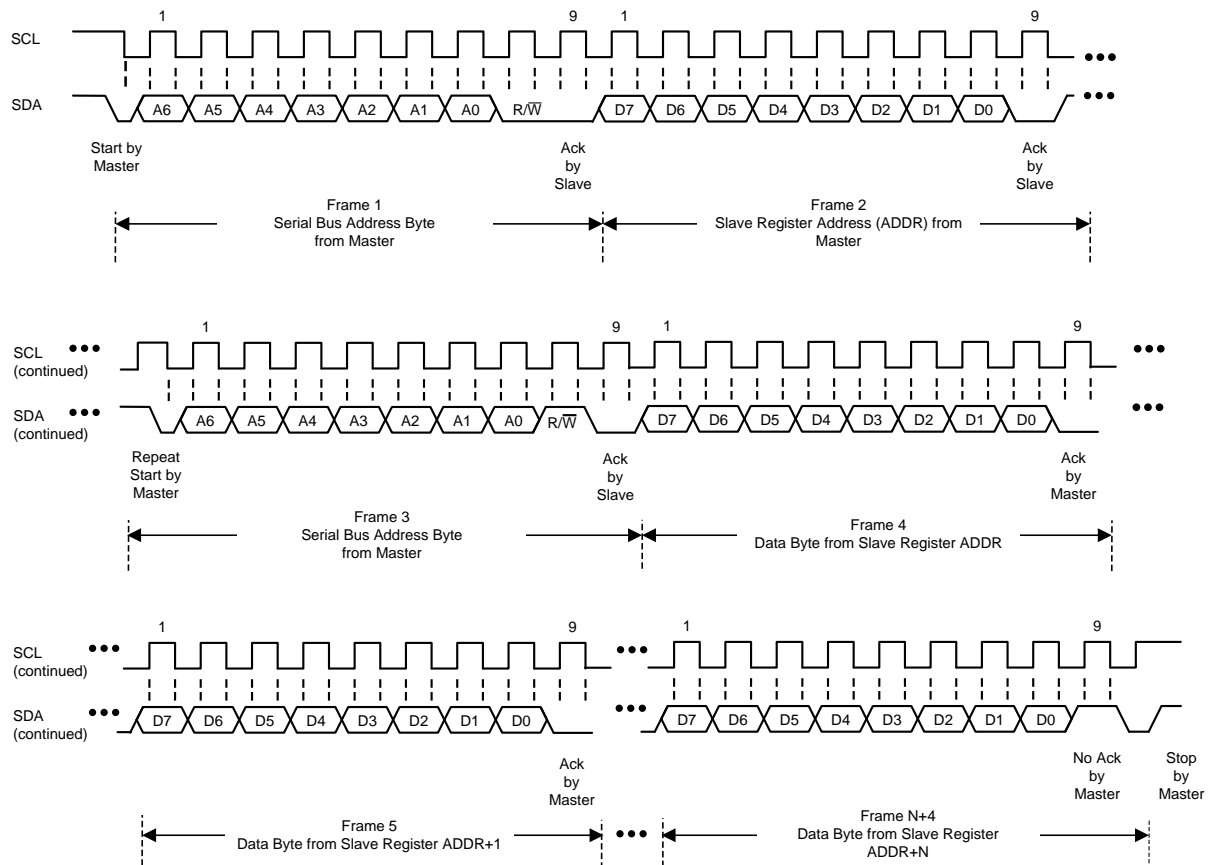 1 9 1 9
SCL
SDA A6 A5 A4 A3 A2 A1 A0 R/W̅ D7 D6 D5 D4 D3 D2 D1 D0
Start by
Master
Ack
by
Slave
Ack
by
Slave
Frame 1
Serial Bus Address Byte
from Master
Frame 2
Slave Register Address (ADDR) from
Master
1 9 1 9
SCL
(continued)
SDA
(continued)
A6 A5 A4 A3 A2 A1 A0 R/W̅ D7 D6 D5 D4 D3 D2 D1 D0
Repeat
Start by
Master
Ack
by
Slave
Ack
by
Master
Frame 3
Serial Bus Address Byte
from Master
Frame 4
Data Byte from Slave Register ADDR
1 9 1 9
SCL
(continued)
SDA
(continued)
D7 D6 D5 D4 D3 D2 D1 D0 D7 D6 D5 D4 D3 D2 D1 D0
Ack
by
Master
No Ack
by
Master
Stop
by
Master
Frame 5
Data Byte from Slave Register ADDR+1
Frame N+4
Data Byte from Slave Register
ADDR+N